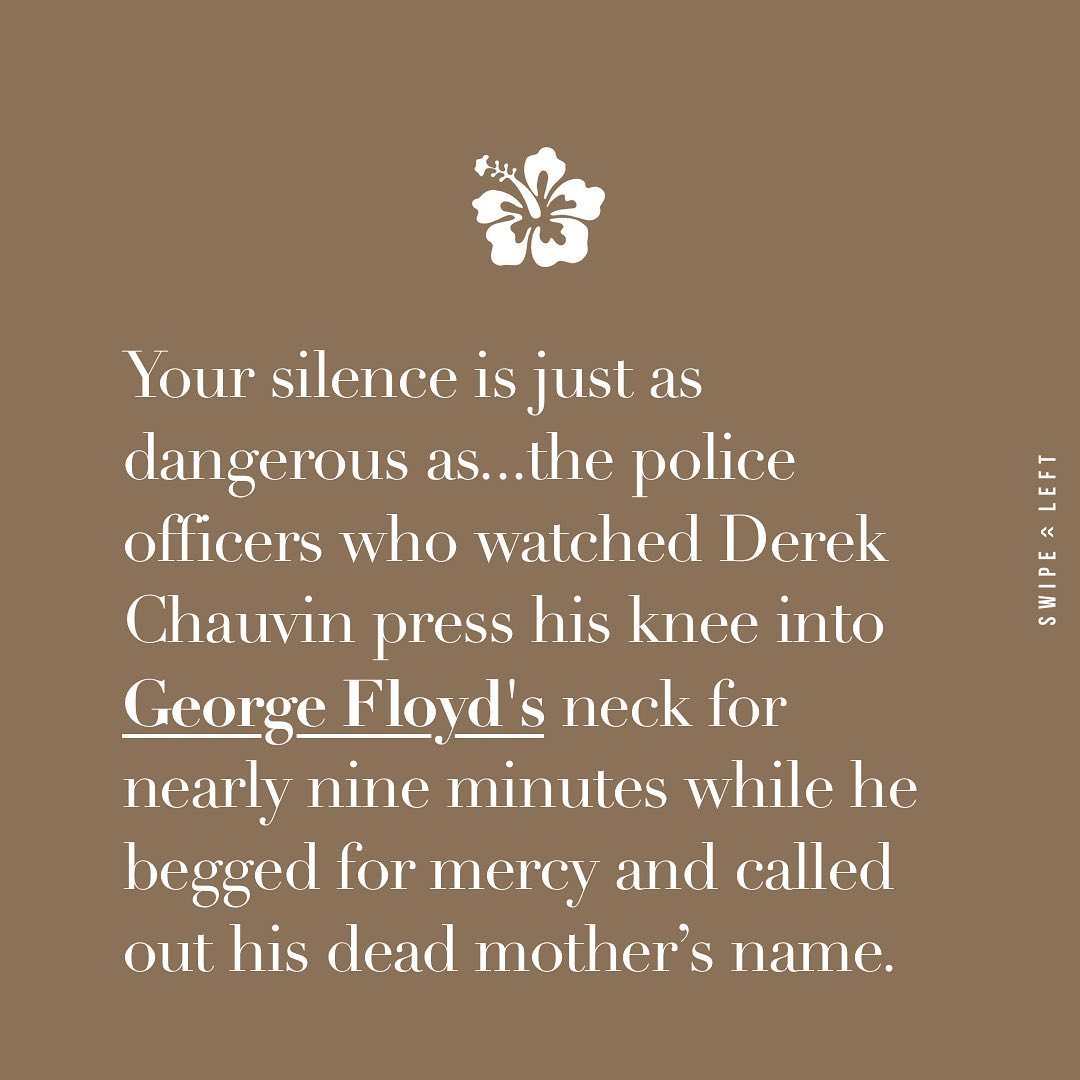 Your silence is just as
dangerous as...the police
officers who watched Derek
Chauvin press his knee into
George Floyd's neck for
nearly nine minutes while he
begged for mercy and called
out his dead mother’s name.
SWIPE « LEFT